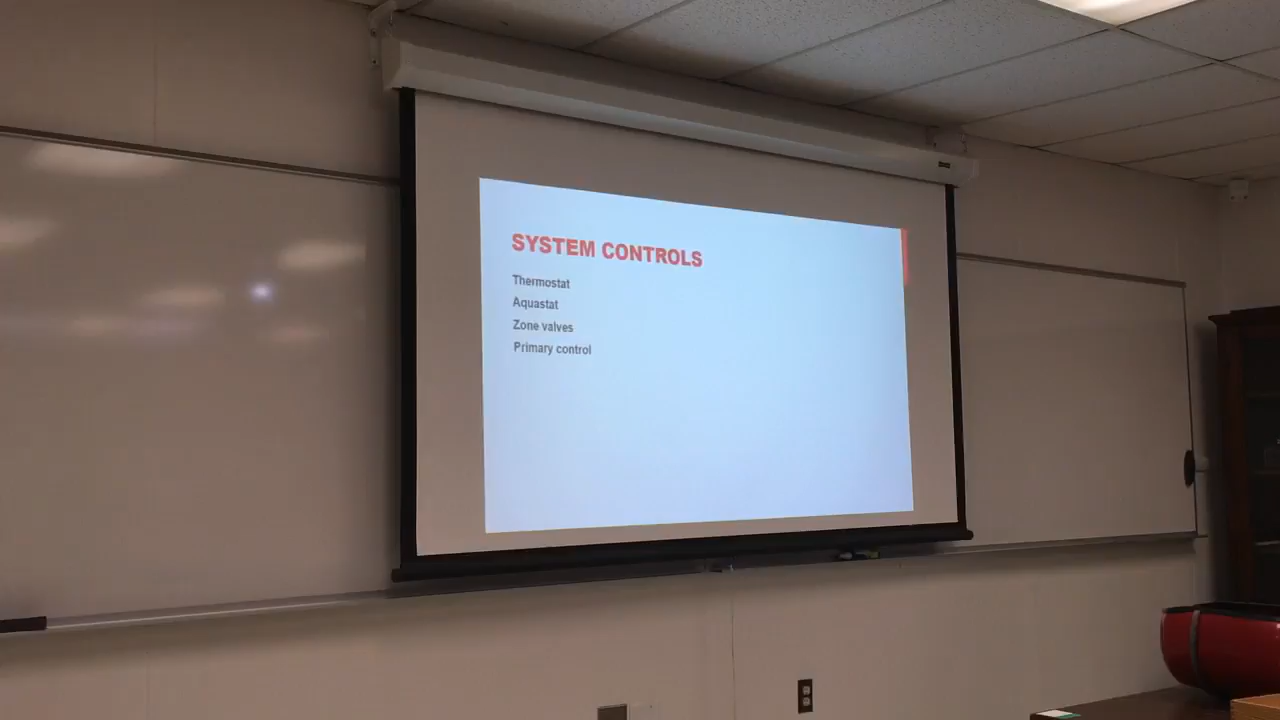 SYSTEM CONTROLS
Thermostat
Aquastat
Zone valves
Primary control